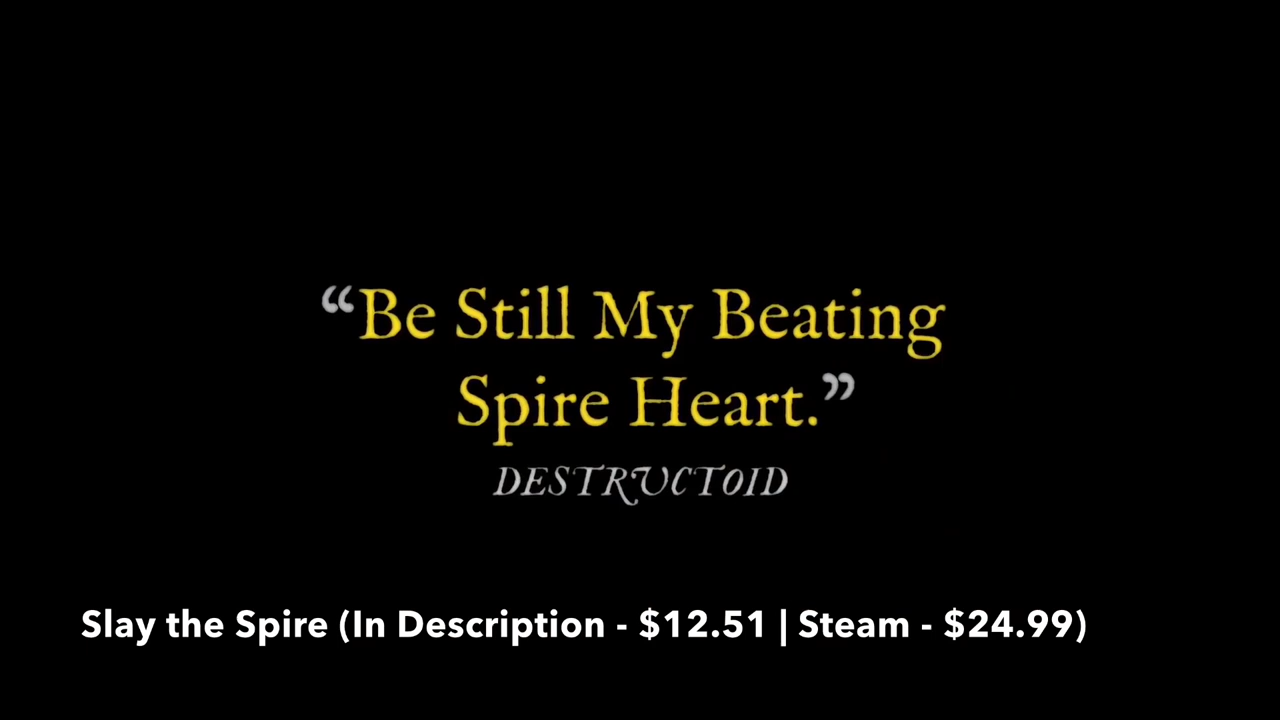 “Be Still My Beating
Spire Heart.”
DESTRUCTOID
Slay the Spire (In Description - $12.51 | Steam - $24.99)